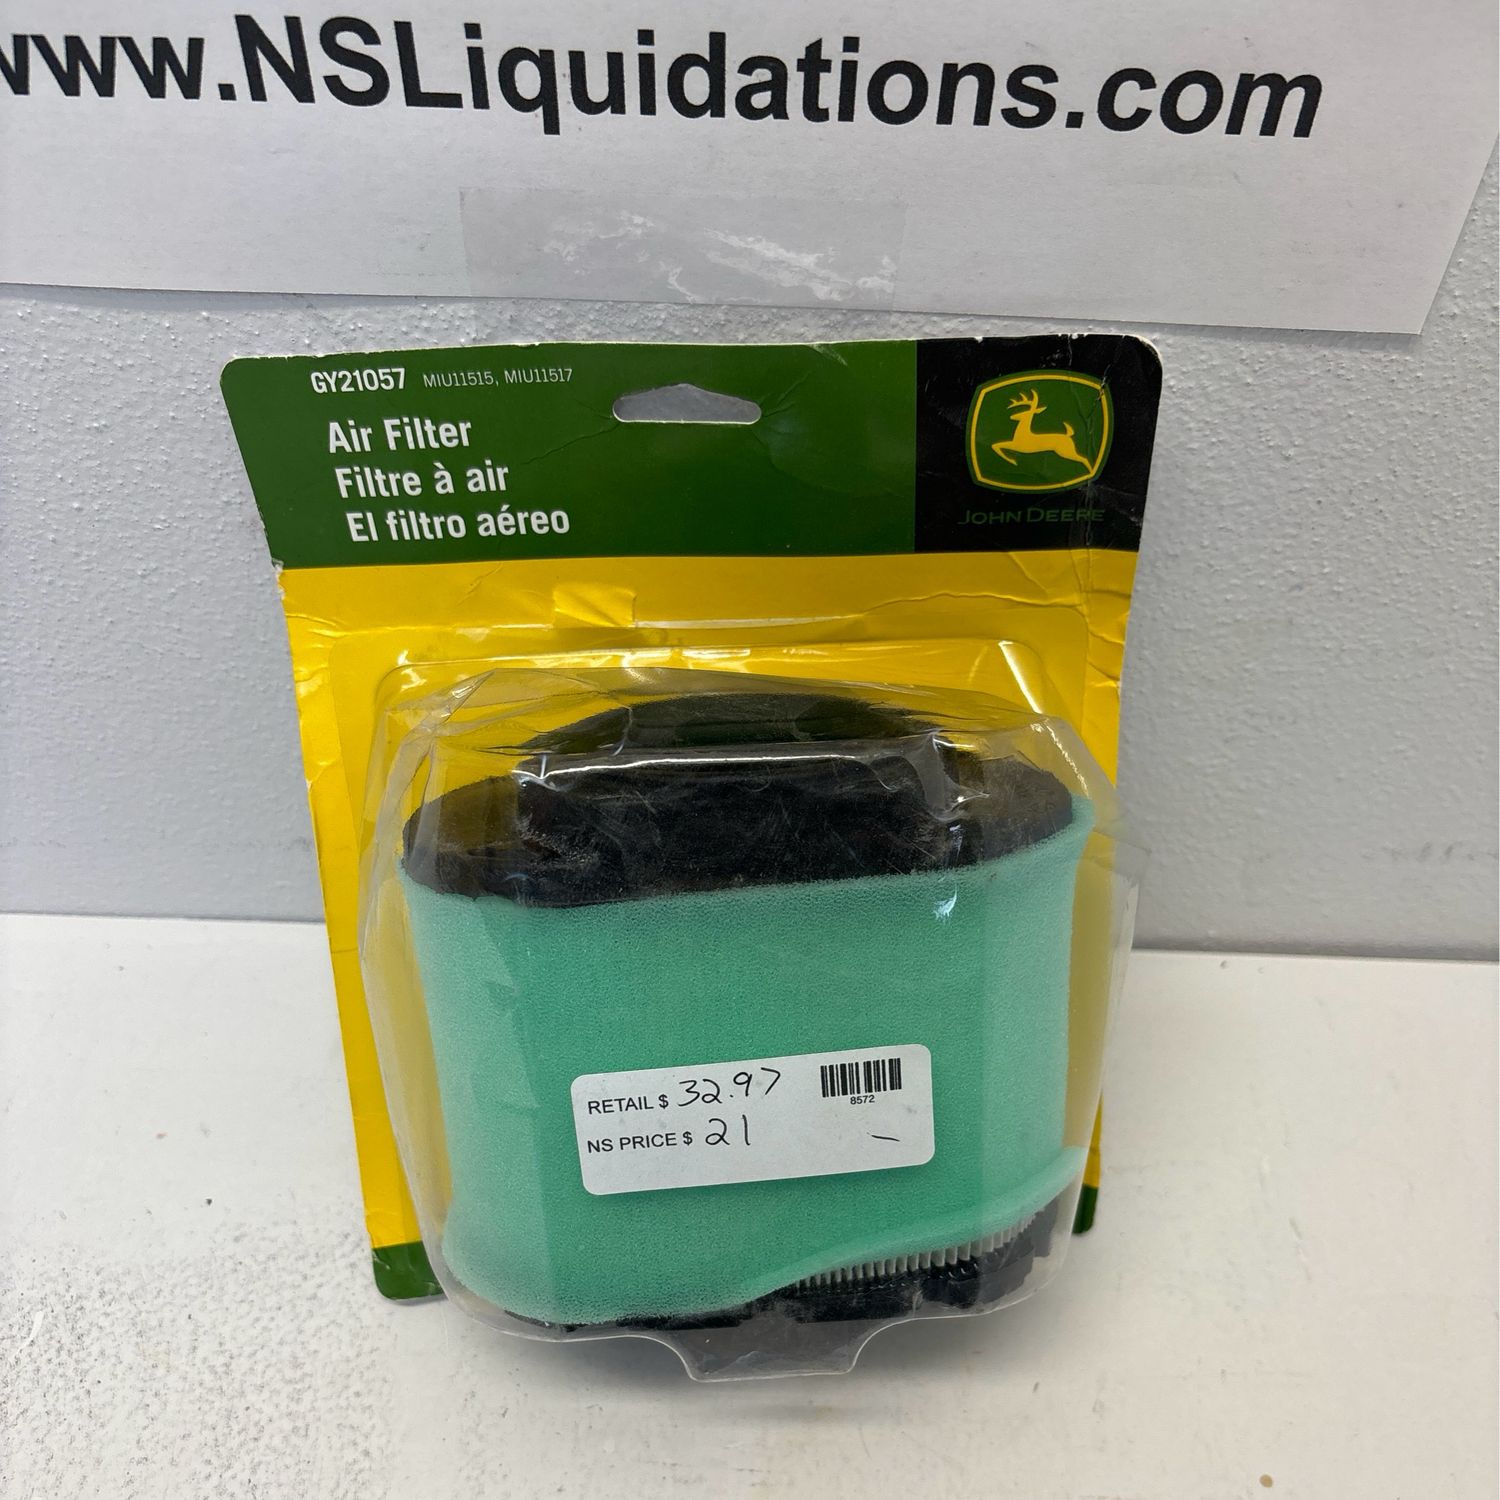 www.NSLiquidations.com
GY21057 MIU11515, MIU11517
Air Filter
Filtre à air
El filtro aéreo
JOHN DEERE
RETAIL $ 32.97
8572
NS PRICE $ 21